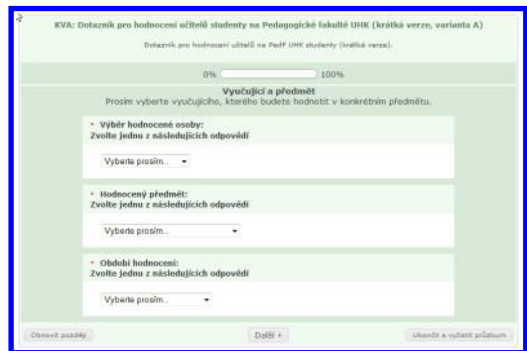 KVA: Dotazník pro hodnocení učitelů studenty na Pedagogické fakultě UHK (krátká verze, varianta A)
Dotazník pro hodnocení učitelů na PedF UHK studenty (krátká verze).
0% 100%
Vyučující a předmět
Prosím vyberte vyučujícího, kterého budete hodnotit v konkrétním předmětu.
* Výběr hodnocené osoby:
Zvolte jednu z následujících odpovědí
Vyberte prosím...
* Hodnocený předmět:
Zvolte jednu z následujících odpovědí
Vyberte prosím...
* Období hodnocení:
Zvolte jednu z následujících odpovědí
Vyberte prosím...
Obnovit později Další Ukončit a vyčistit průzkum